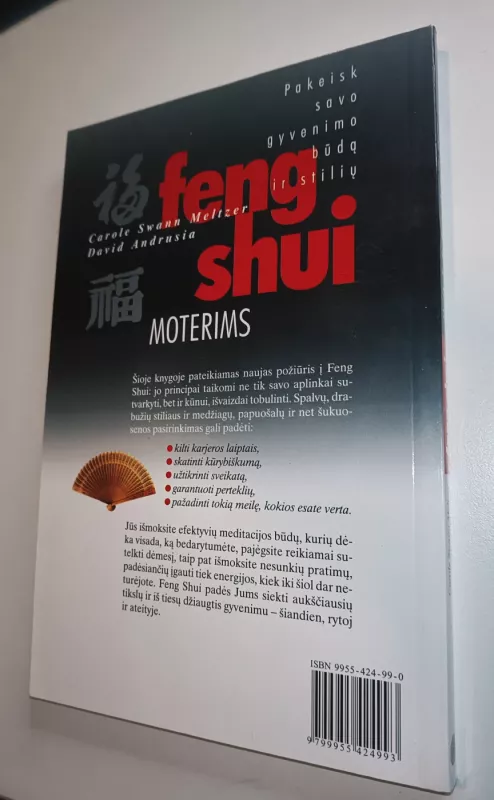 Pakeisk
savo
gyvenimo
būdą
ir stilių
福
feng
Carole Swann Meltzer
David Andrusia
shui
福
MOTERIMS
Šioje knygoje pateikiamas naujas požiūris į Feng
Shui: jo principai taikomi ne tik savo aplinkai su-
tvarkyti, bet ir kūnui, išvaizdai tobulinti. Spalvų, dra-
bužių stiliaus ir medžiagų, papuošalų ir net šukuo-
senos pasirinkimas gali padėti:
• kilti karjeros laiptais,
• skatinti kūrybiškumą,
• užtikrinti sveikatą,
• garantuoti perteklių,
• pažadinti tokią meilę, kokios esate verta.
Jūs išmoksite efektyvių meditacijos būdų, kurių dė-
ka visada, ką bedarytumėte, pajėgsite reikiamai su-
telkti dėmesį, taip pat išmoksite nesunkių pratimų,
padėsiančių įgauti tiek energijos, kiek iki šiol dar ne-
turėjote. Feng Shui padės Jums siekti aukščiausių
tikslų ir iš tiesų džiaugtis gyvenimu – šiandien, rytoj
ir ateityje.
ISBN 9955-424-99-0
9 799955 424993